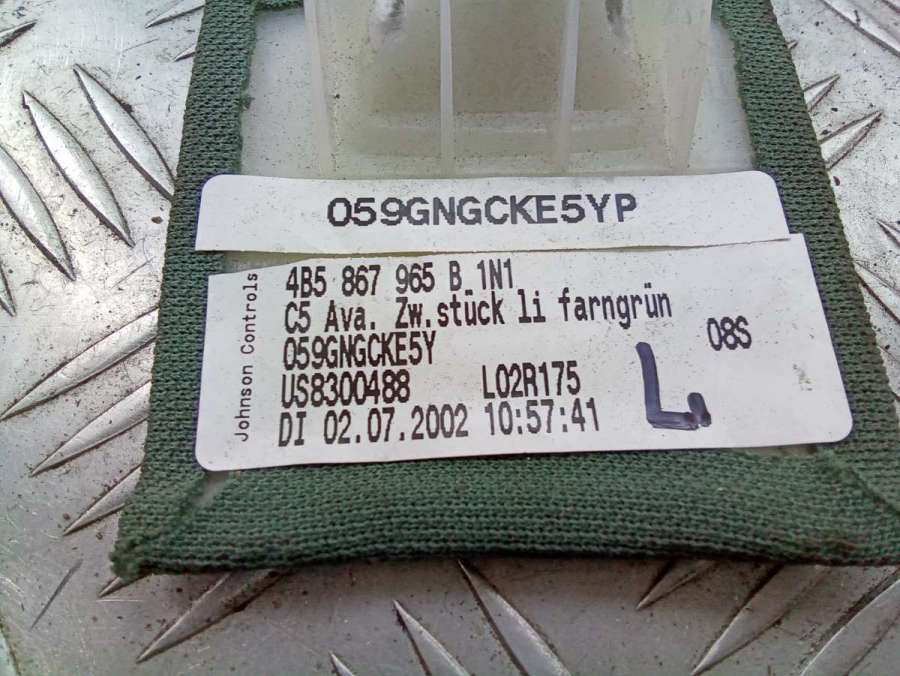 059GNGCKE5YP
Johnson Controls
4B5 867 965 B 1N1
C5 Ava. Zw.stück li farngrün
08S
059GNGCKE5Y
US8300488 L02R175
DI 02.07.2002 10:57:41
L.